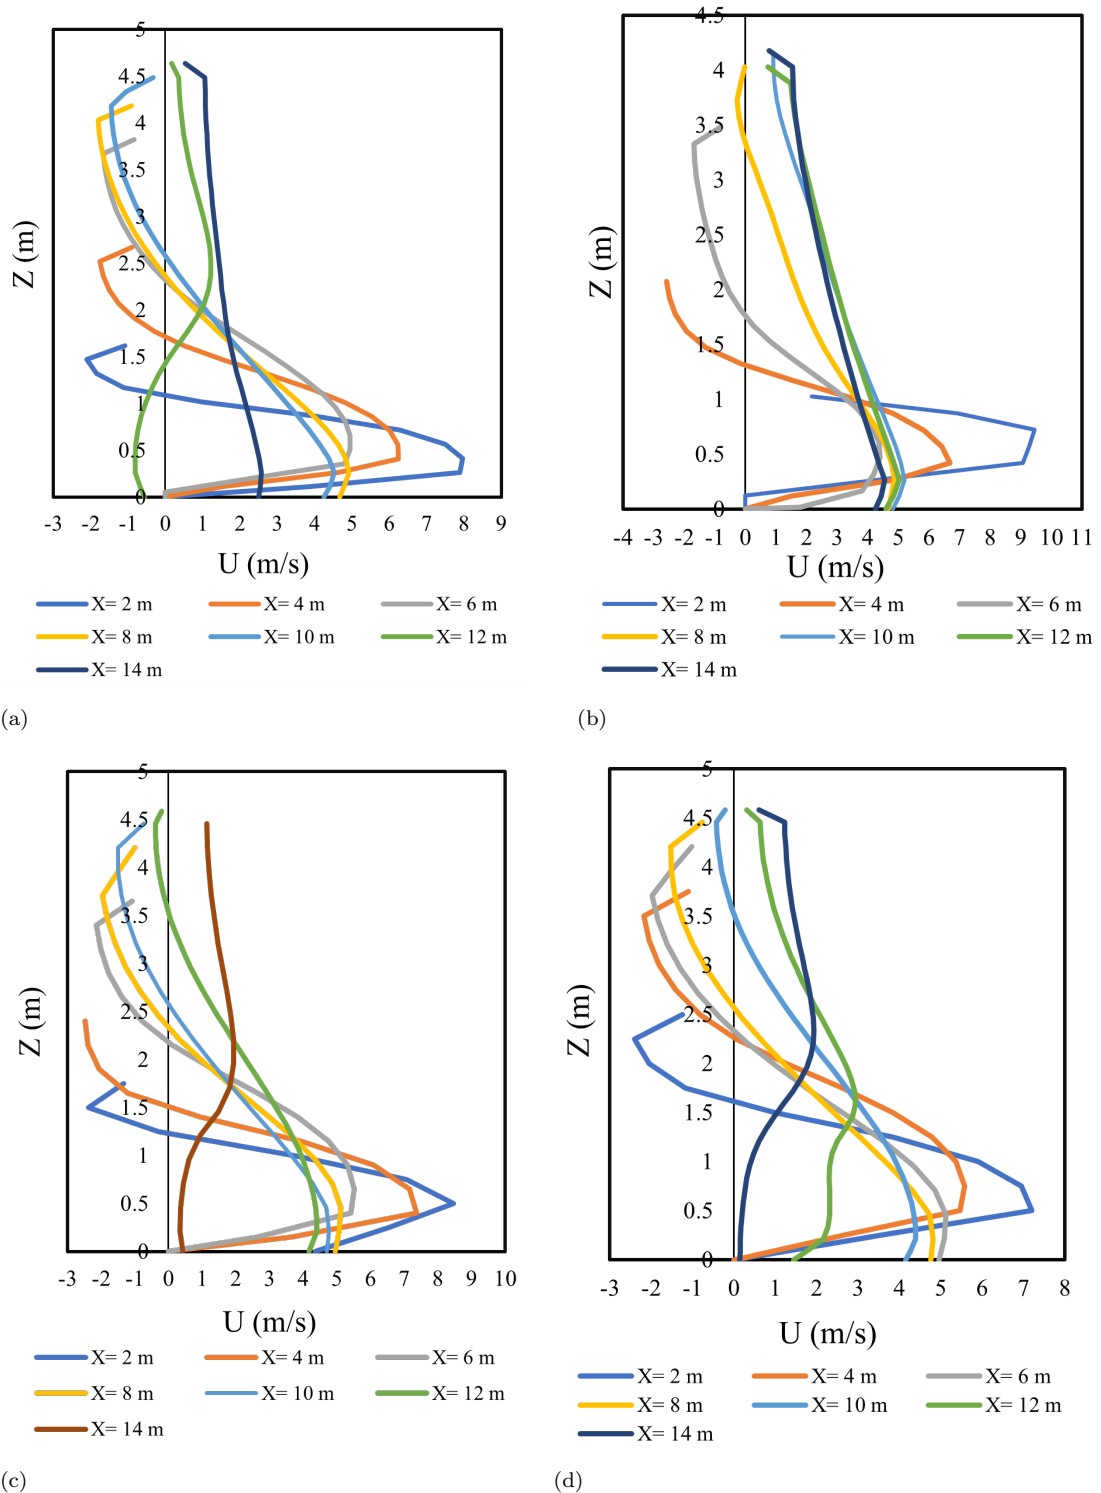 5
4.5
4
3.5
3
2.5
2
1.5
1
0.5
0
Z (m)
-3 -2 -1 0 1 2 3 4 5 6 7 8 9
U (m/s)
X= 2 m X= 4 m X= 6 m
X= 8 m X= 10 m X= 12 m
X= 14 m
(a)
4.5
4
3.5
3
2.5
2
1.5
1
0.5
0
Z (m)
-4 -3 -2 -1 0 1 2 3 4 5 6 7 8 9 10 11
U (m/s)
X= 2 m X= 4 m X= 6 m
X= 8 m X= 10 m X= 12 m
X= 14 m
(b)
5
4.5
4
3.5
3
2.5
2
1.5
1
0.5
0
Z (m)
-3 -2 -1 0 1 2 3 4 5 6 7 8 9 10
U (m/s)
X= 2 m X= 4 m X= 6 m
X= 8 m X= 10 m X= 12 m
X= 14 m
(c)
5
4.5
4
3.5
3
2.5
2
1.5
1
0.5
0
Z (m)
-3 -2 -1 0 1 2 3 4 5 6 7 8
U (m/s)
X= 2 m X= 4 m X= 6 m
X= 8 m X= 10 m X= 12 m
X= 14 m
(d)